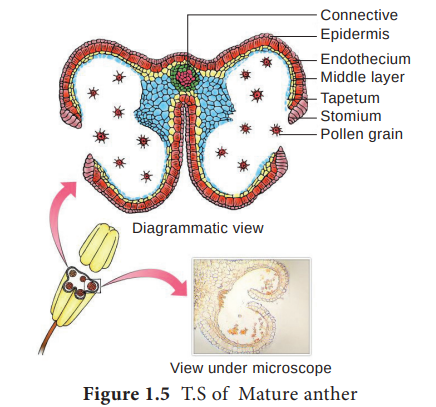 Connective
Epidermis
Endothecium
Middle layer
Tapetum
Stomium
Pollen grain
Diagrammatic view
View under microscope
Figure 1.5 T.S of Mature anther